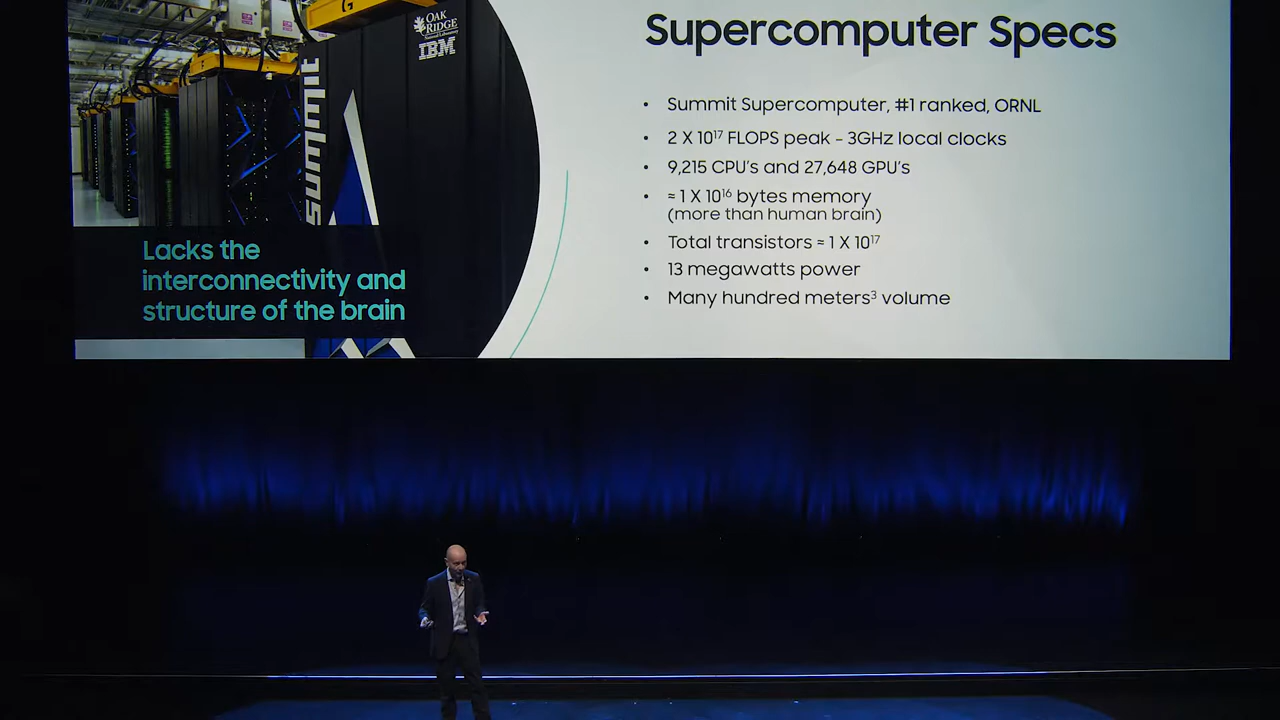 OAK
RIDGE
National Laboratory
IBM
summit
Lacks the
interconnectivity and
structure of the brain
Supercomputer Specs
• Summit Supercomputer, #1 ranked, ORNL
• 2 X 10¹⁷ FLOPS peak - 3GHz local clocks
• 9,215 CPU's and 27,648 GPU's
• ≈ 1 X 10¹⁶ bytes memory
(more than human brain)
• Total transistors ≈ 1 X 10¹⁷
• 13 megawatts power
• Many hundred meters³ volume